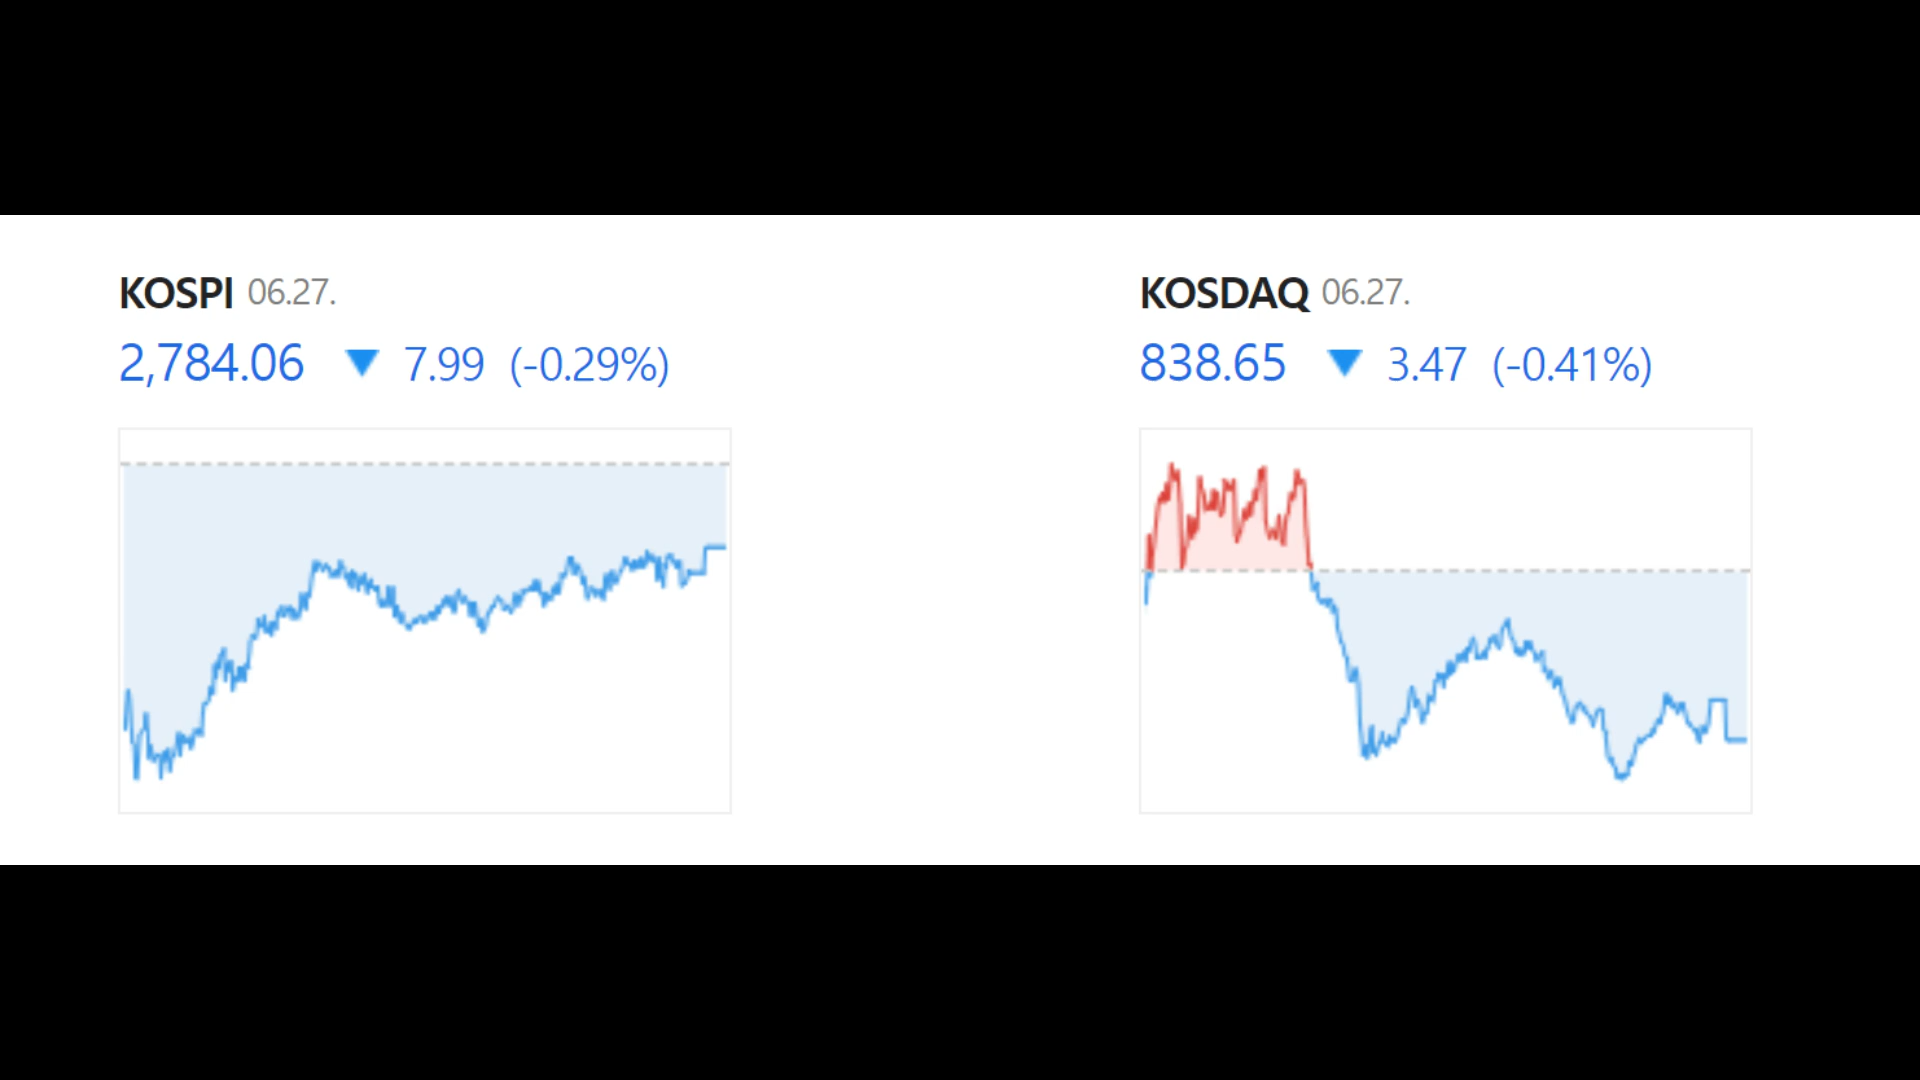 KOSPI 06.27.
2,784.06 ▼ 7.99 (-0.29%)
KOSDAQ 06.27.
838.65 ▼ 3.47 (-0.41%)